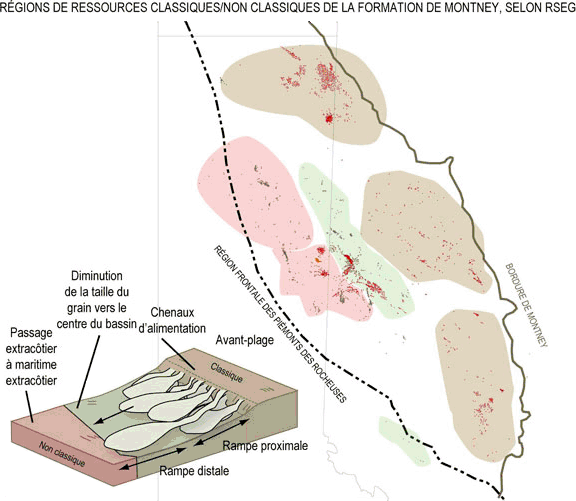 RÉGIONS DE RESSOURCES CLASSIQUES/NON CLASSIQUES DE LA FORMATION DE MONTNEY, SELON RSEG
RÉGION FRONTALE DES PIÉMONTS DES ROCHEUSES
BORDURE DE MONTNEY
Diminution
de la taille du
grain vers le
centre du bassin
Chenaux
d'alimentation
Passage
extracôtier
à maritime
extracôtier
Avant-plage
Classique
Non classique
Rampe proximale
Rampe distale